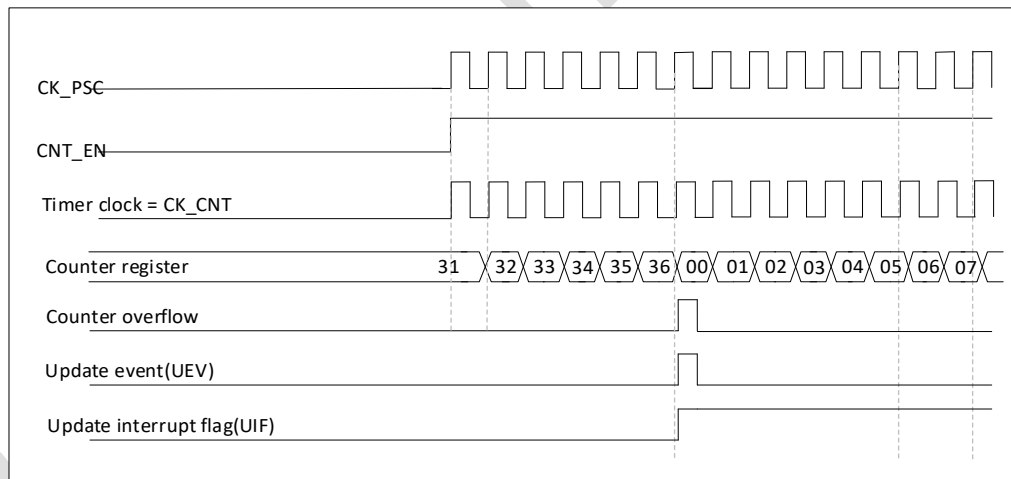 CK_PSC
CNT_EN
Timer clock = CK_CNT
Counter register 31 32 33 34 35 36 00 01 02 03 04 05 06 07
Counter overflow
Update event(UEV)
Update interrupt flag(UIF)